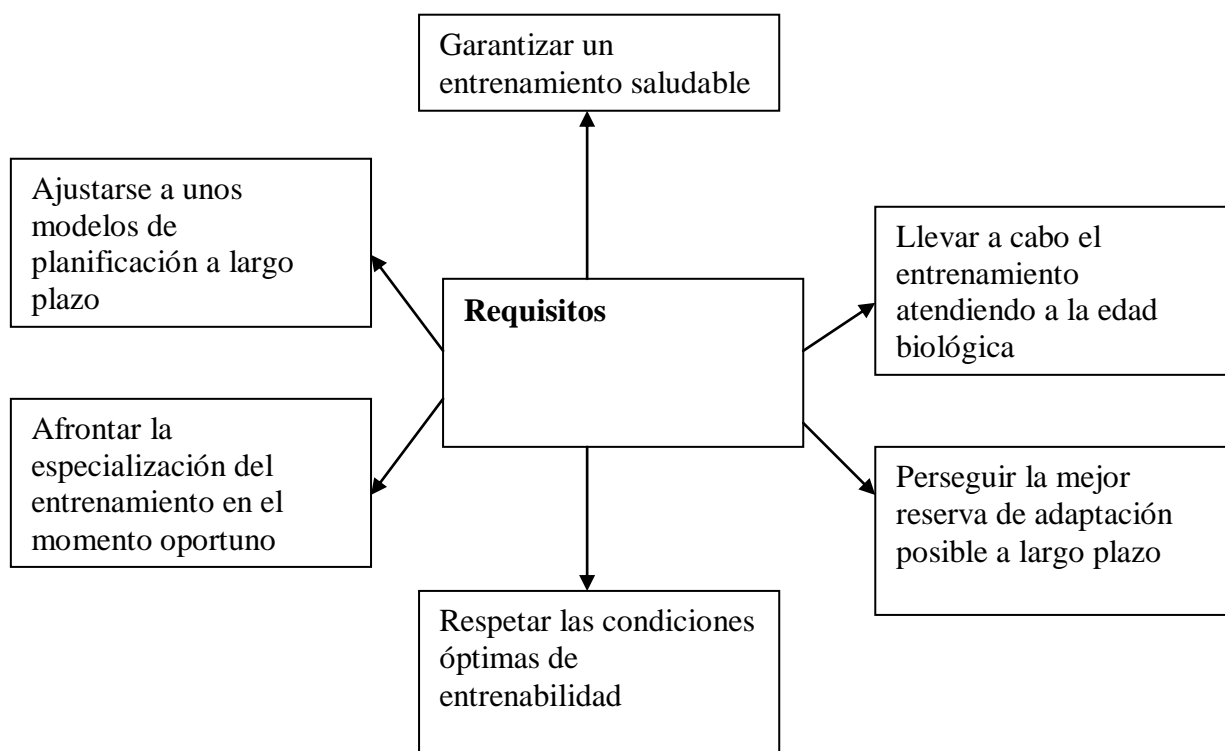 Garantizar un
entrenamiento saludable
Ajustarse a unos
modelos de
planificación a largo
plazo
Llevar a cabo el
entrenamiento
atendiendo a la edad
biológica
Requisitos
Afrontar la
especialización del
entrenamiento en el
momento oportuno
Perseguir la mejor
reserva de adaptación
posible a largo plazo
Respetar las condiciones
óptimas de
entrenabilidad